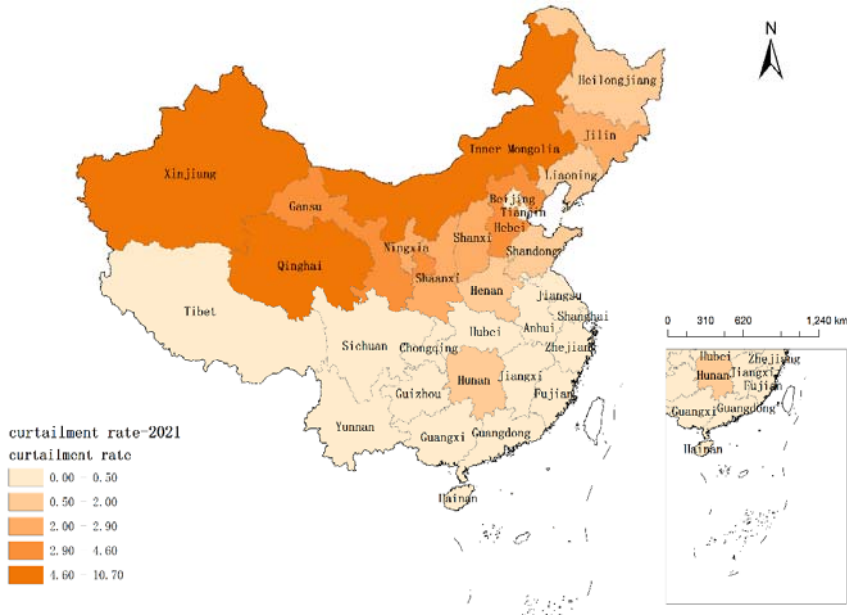 N
Heilongjiang
Jilin
Inner Mongolia
Liaoning
Xinjiung
Beijing
Gansu
Tianjin
Hebei
Ningxia
Shanxi
Shandong
Qinghai
Shaanxi
Henan
Jiangsu
Tibet
Shanghai
Hubei
Anhui
Sichuan
Chongqing
Zhejiang
Hunan
Jiangxi
Guizhou
Fujian
Yunnan
Guangxi
Guangdong
Hainan
0 310 620 1,240 km
Hubei
Zhejiung
Hunan
Jiangxi
Fujian
Guangxi
Guangdong
Hainan
curtailment rate-2021
curtailment rate
0.00 - 0.50
0.50 - 2.00
2.00 - 2.90
2.90 - 4.60
4.60 - 10.70